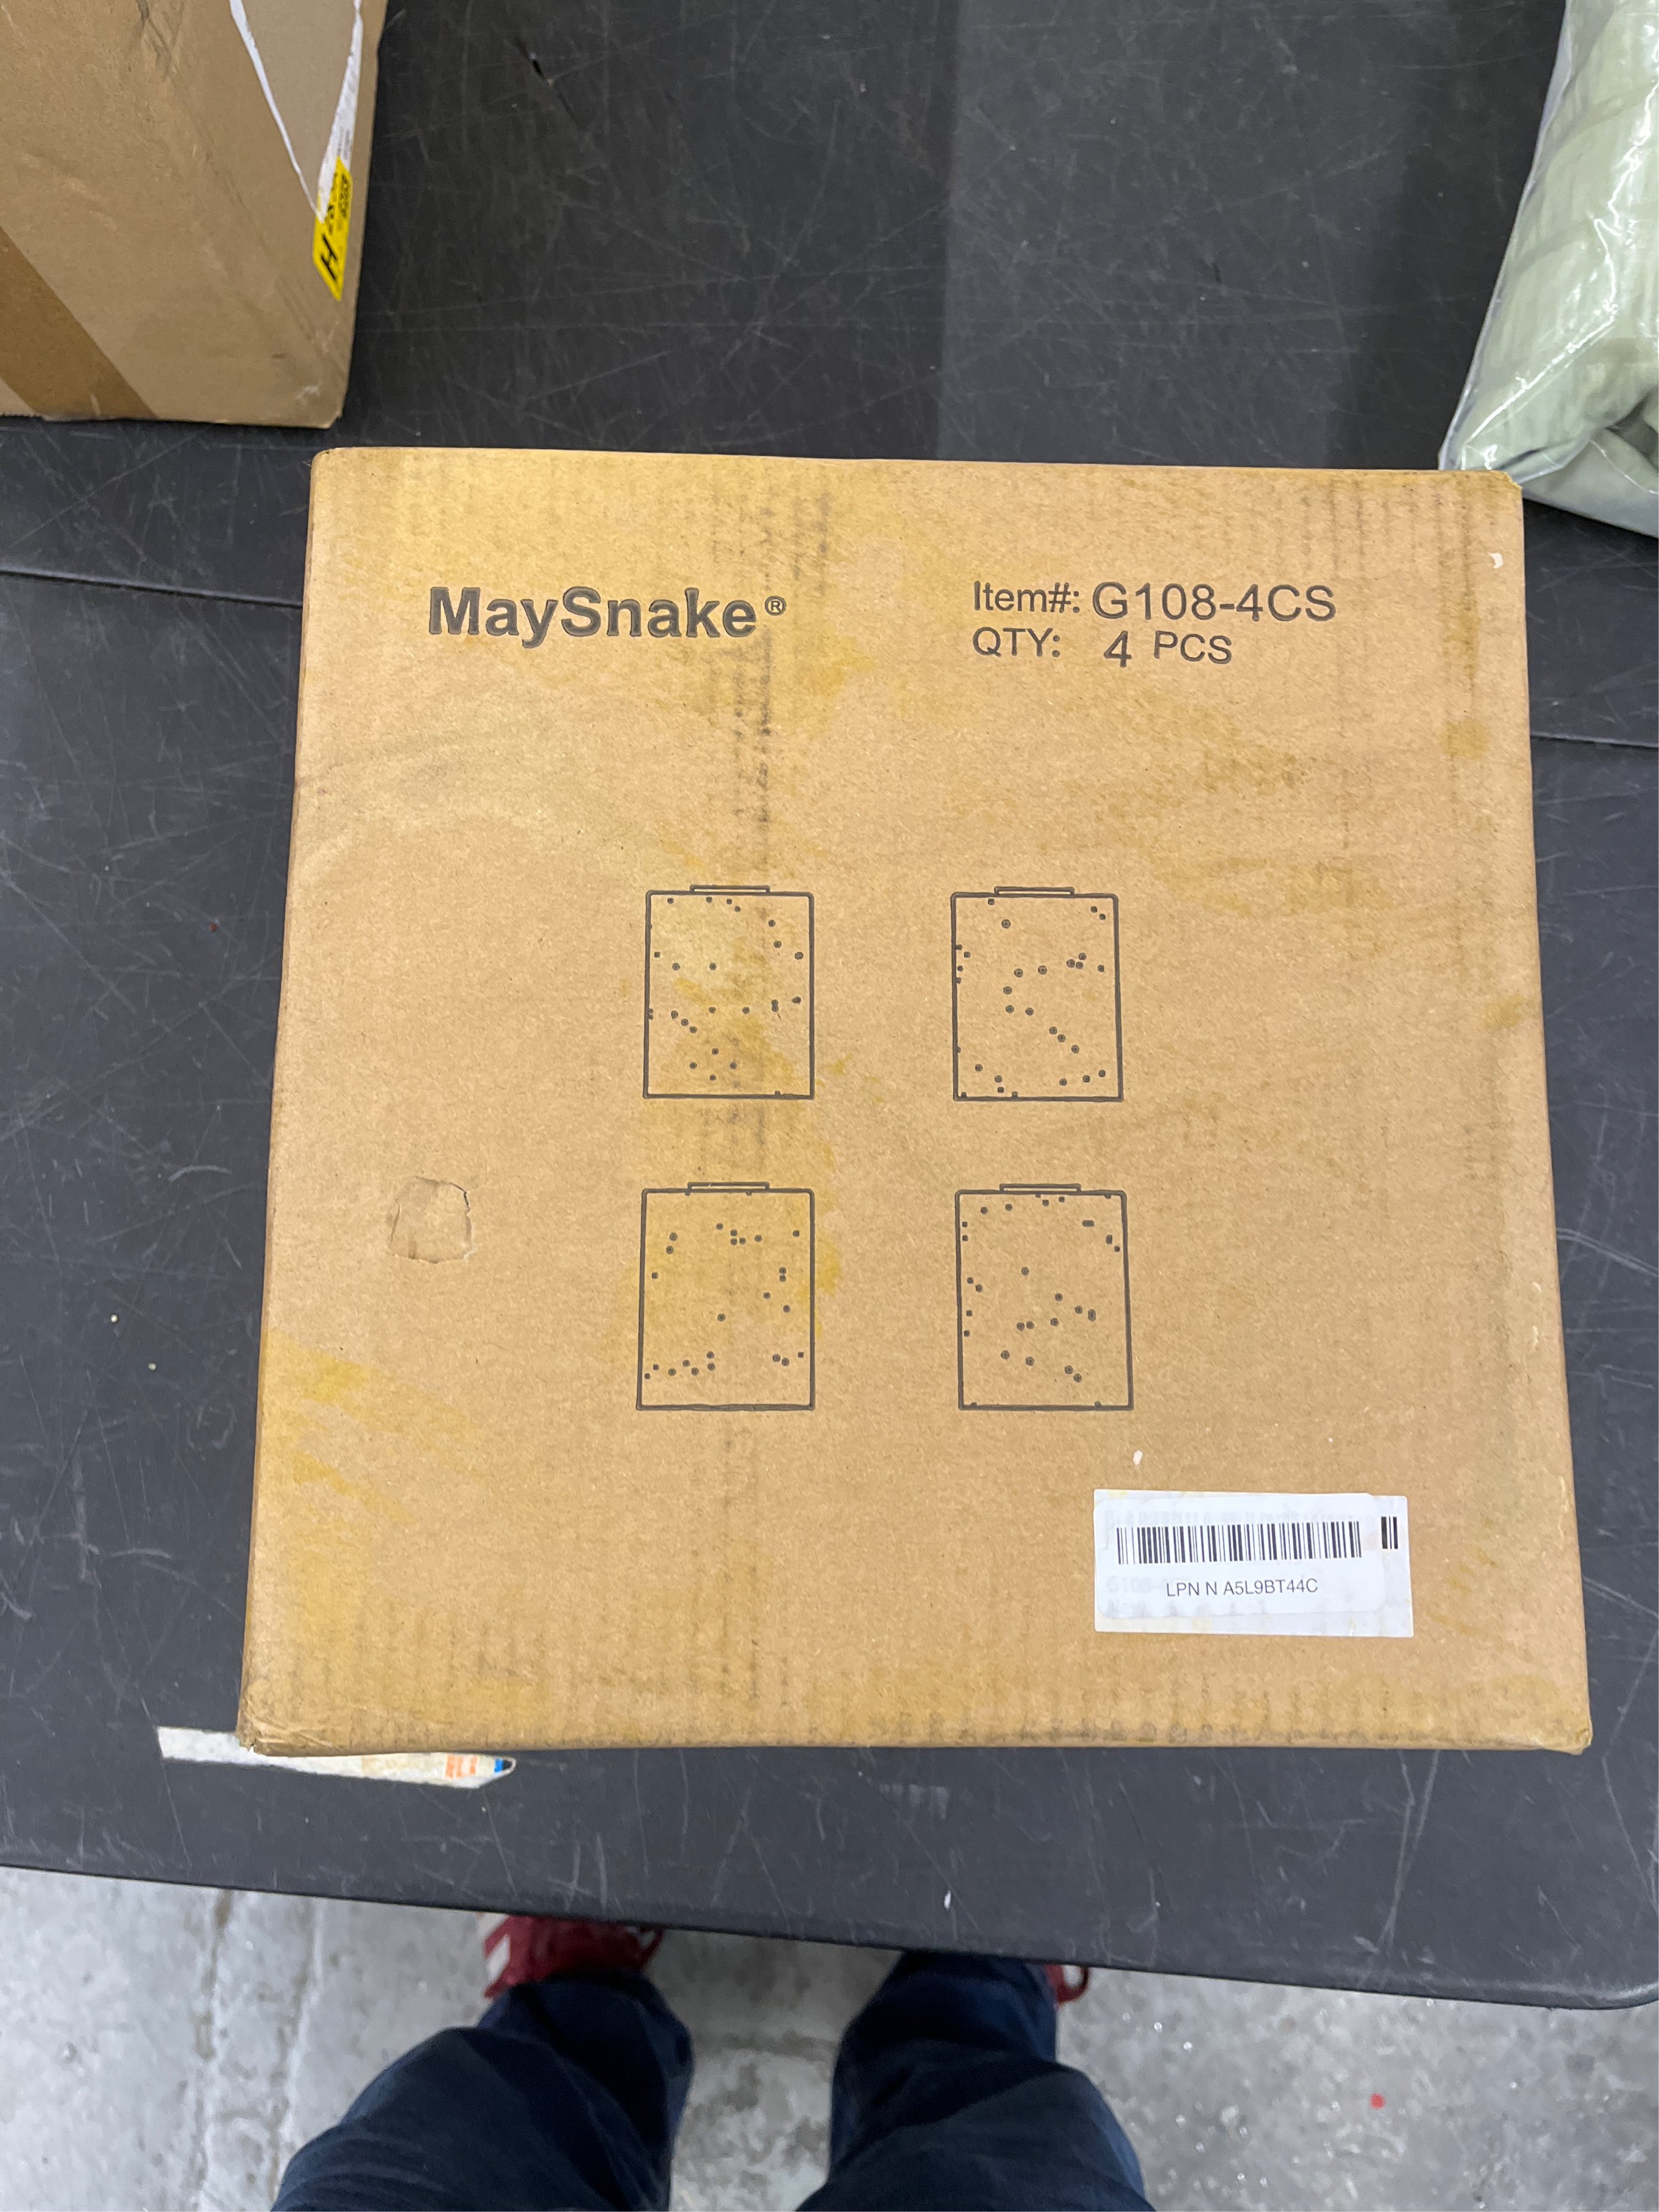 MaySnake®
Item#: G108-4CS
QTY: 4 PCS
LPN N A5L9BT44C
H